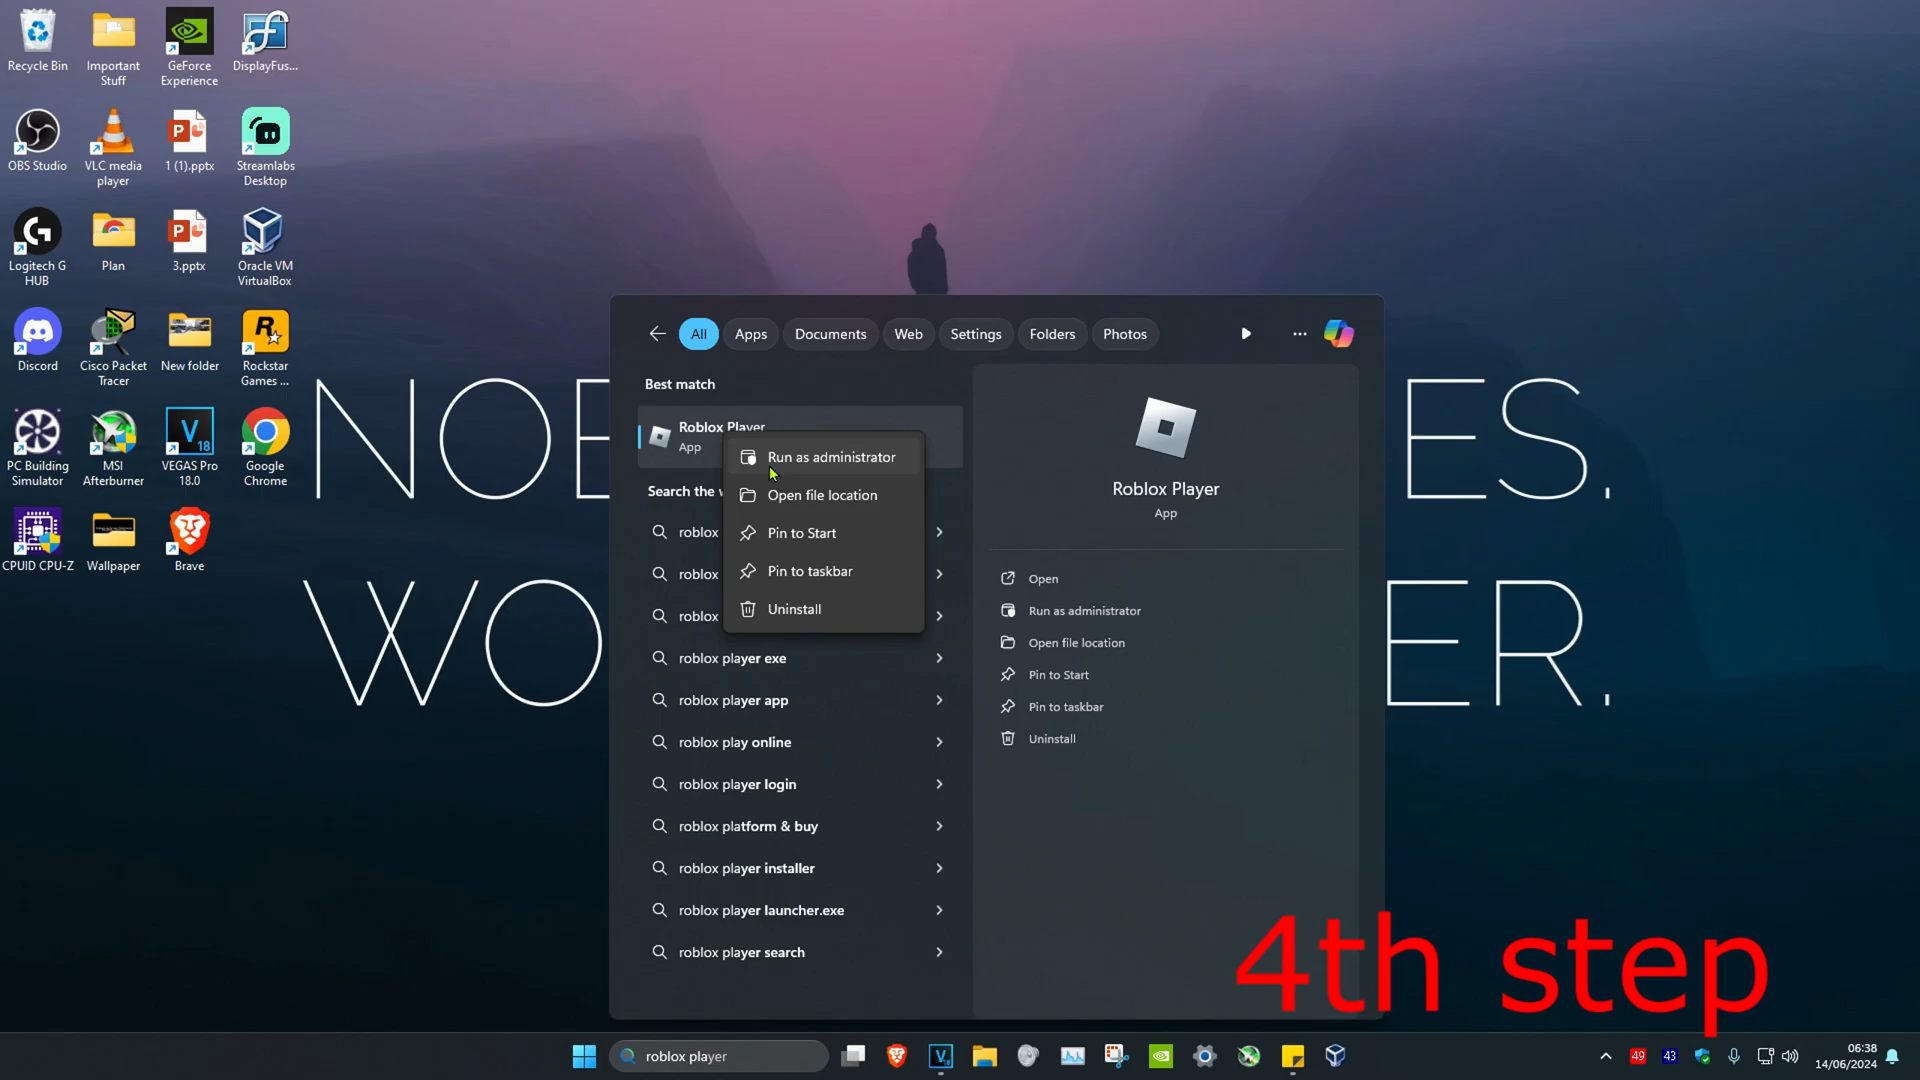 Recycle Bin
Important
Stuff
GeForce
Experience
DisplayFus...
OBS Studio
VLC media
player
1 (1).pptx
Streamlabs
Desktop
Logitech G
HUB
Plan
3.pptx
Oracle VM
VirtualBox
Discord
Cisco Packet
Tracer
New folder
Rockstar
Games ...
PC Building
Simulator
MSI
Afterburner
VEGAS Pro
18.0
Google
Chrome
CPUID CPU-Z
Wallpaper
Brave
All
Apps
Documents
Web
Settings
Folders
Photos
Best match
Roblox Player
App
Search the
roblox
roblox
roblox
roblox player exe
roblox player app
roblox play online
roblox player login
roblox platform & buy
roblox player installer
roblox player launcher.exe
roblox player search
Run as administrator
Open file location
Pin to Start
Pin to taskbar
Uninstall
Roblox Player
App
Open
Run as administrator
Open file location
Pin to Start
Pin to taskbar
Uninstall
4th step
roblox player
49
43
06:38
14/06/2024